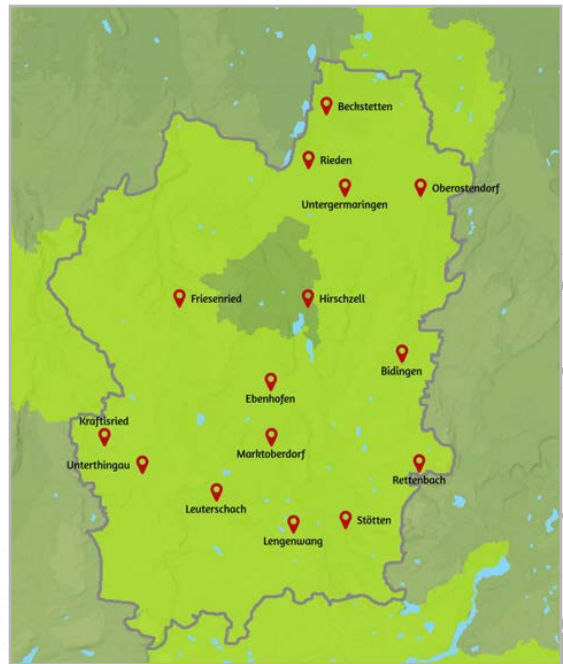 Beckstetten
Rieden
Untergermaringen
Oberostendorf
Friesenried
Hirschzell
Bidingen
Ebenhofen
Kraftisried
Marktoberdorf
Unterthingau
Rettenbach
Leuterschach
Stötten
Lengenwang